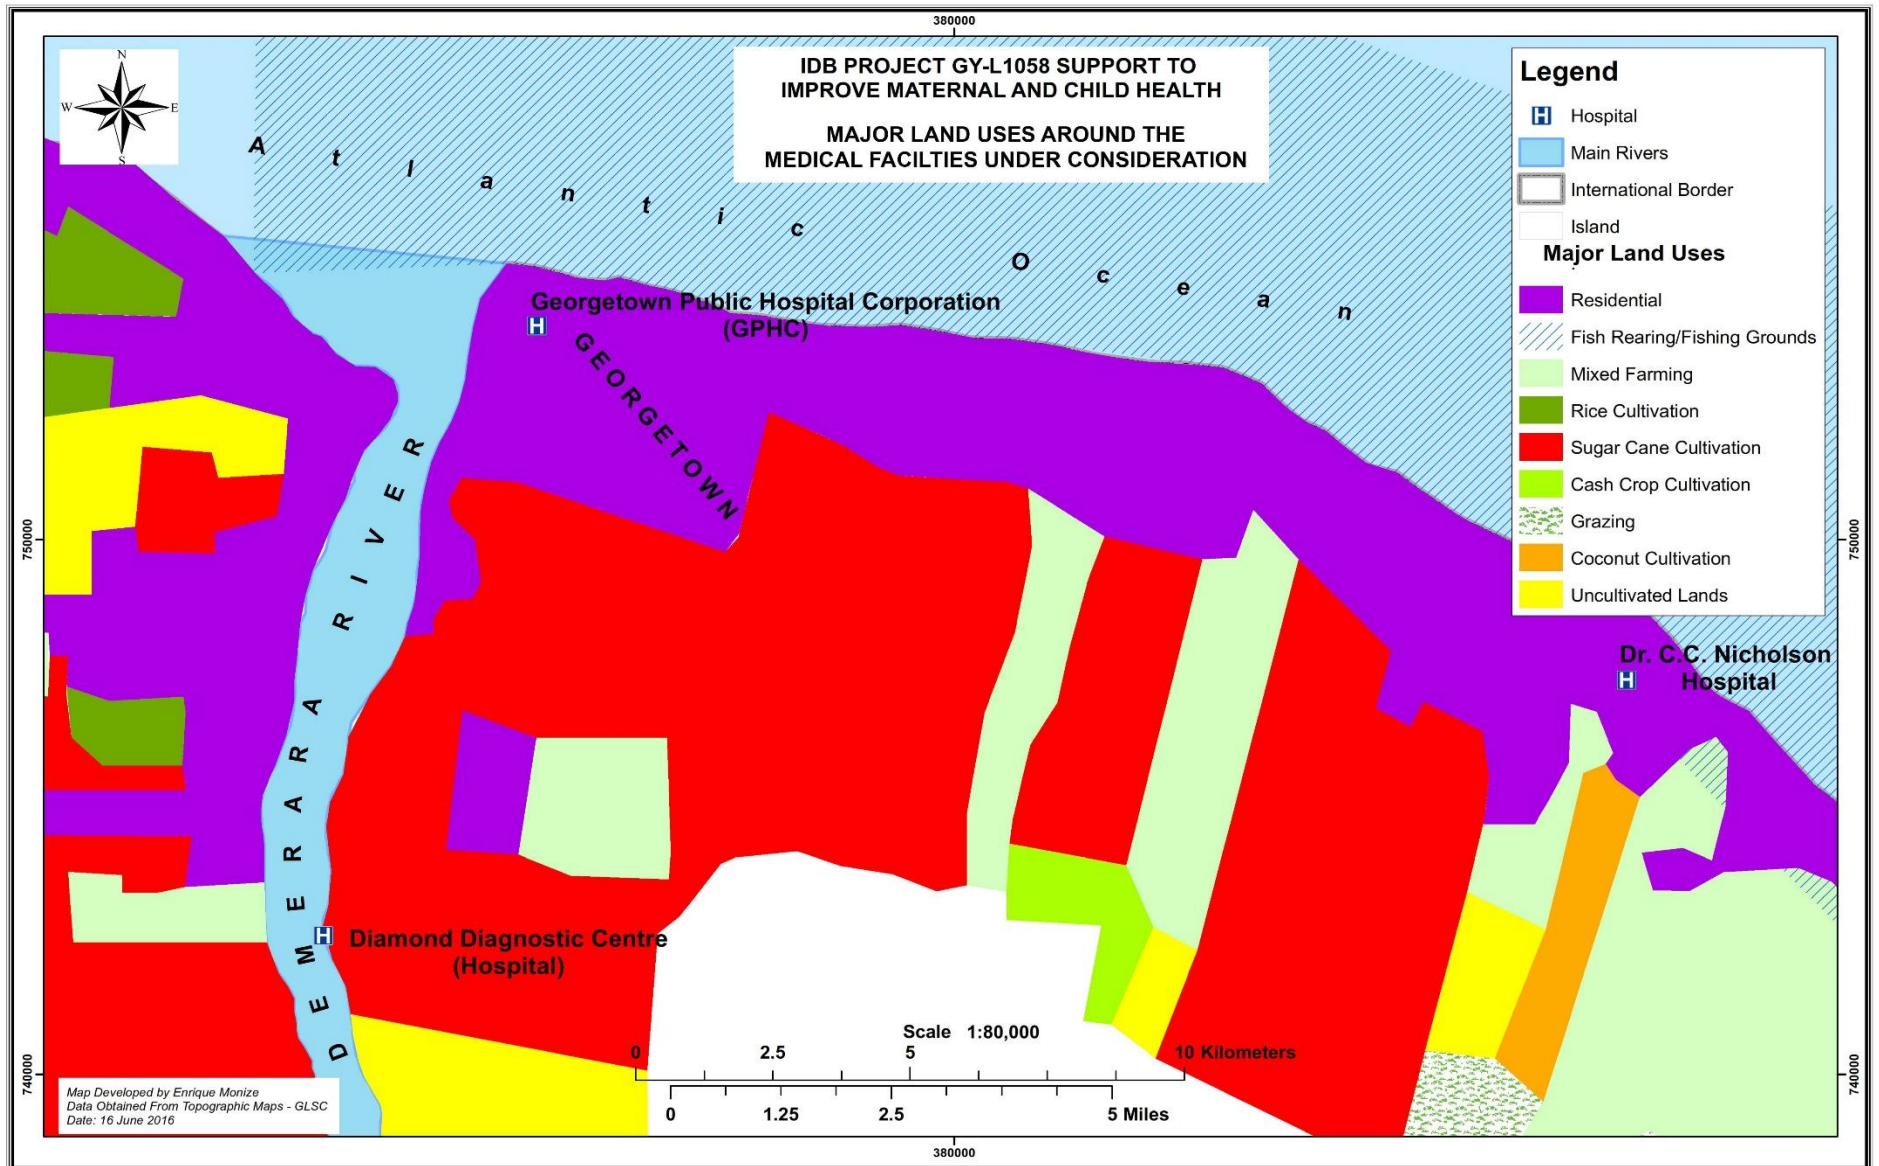 380000
N
W E
S
IDB PROJECT GY-L1058 SUPPORT TO
IMPROVE MATERNAL AND CHILD HEALTH
MAJOR LAND USES AROUND THE
MEDICAL FACILTIES UNDER CONSIDERATION
Legend
H Hospital
Main Rivers
International Border
Island
Major Land Uses
Residential
Fish Rearing/Fishing Grounds
Mixed Farming
Rice Cultivation
Sugar Cane Cultivation
Cash Crop Cultivation
Grazing
Coconut Cultivation
Uncultivated Lands
Atlantic Ocean
Georgetown Public Hospital Corporation
(GPHC)
H
GEORGETOWN
DEMERARA RIVER
750000
750000
Dr. C.C. Nicholson
H Hospital
H Diamond Diagnostic Centre
(Hospital)
Scale 1:80,000
0 2.5 5 10 Kilometers
0 1.25 2.5 5 Miles
740000
740000
Map Developed by Enrique Monize
Data Obtained From Topographic Maps - GLSC
Date: 16 June 2016
380000